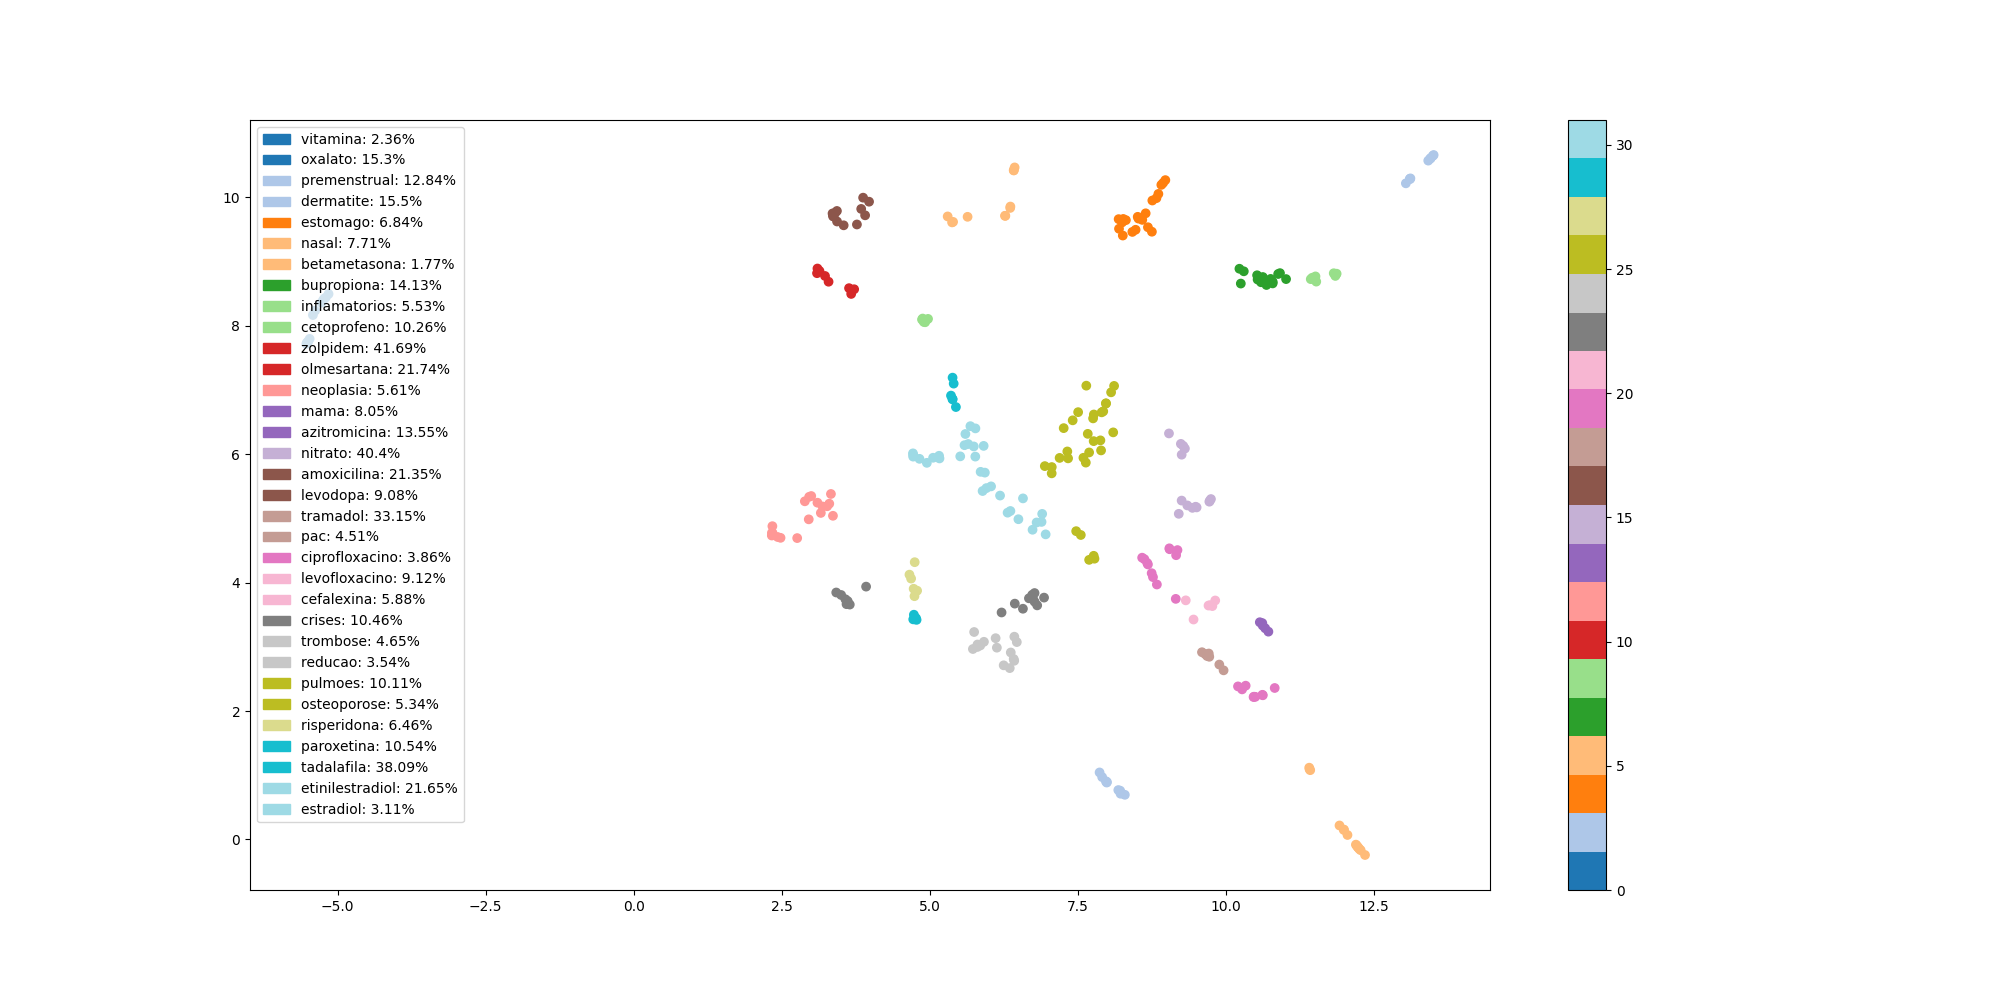 vitamina: 2.36%
oxalato: 15.3%
premenstrual: 12.84%
dermatite: 15.5%
estomago: 6.84%
nasal: 7.71%
betametasona: 1.77%
bupropiona: 14.13%
inflamatorios: 5.53%
cetoprofeno: 10.26%
zolpidem: 41.69%
olmesartana: 21.74%
neoplasia: 5.61%
mama: 8.05%
azitromicina: 13.55%
nitrato: 40.4%
amoxicilina: 21.35%
levodopa: 9.08%
tramadol: 33.15%
pac: 4.51%
ciprofloxacino: 3.86%
levofloxacino: 9.12%
cefalexina: 5.88%
crises: 10.46%
trombose: 4.65%
reducao: 3.54%
pulmoes: 10.11%
osteoporose: 5.34%
risperidona: 6.46%
paroxetina: 10.54%
tadalafila: 38.09%
etinilestradiol: 21.65%
estradiol: 3.11%
10
8
6
4
2
0
−5.0 −2.5 0.0 2.5 5.0 7.5 10.0 12.5
30
25
20
15
10
5
0